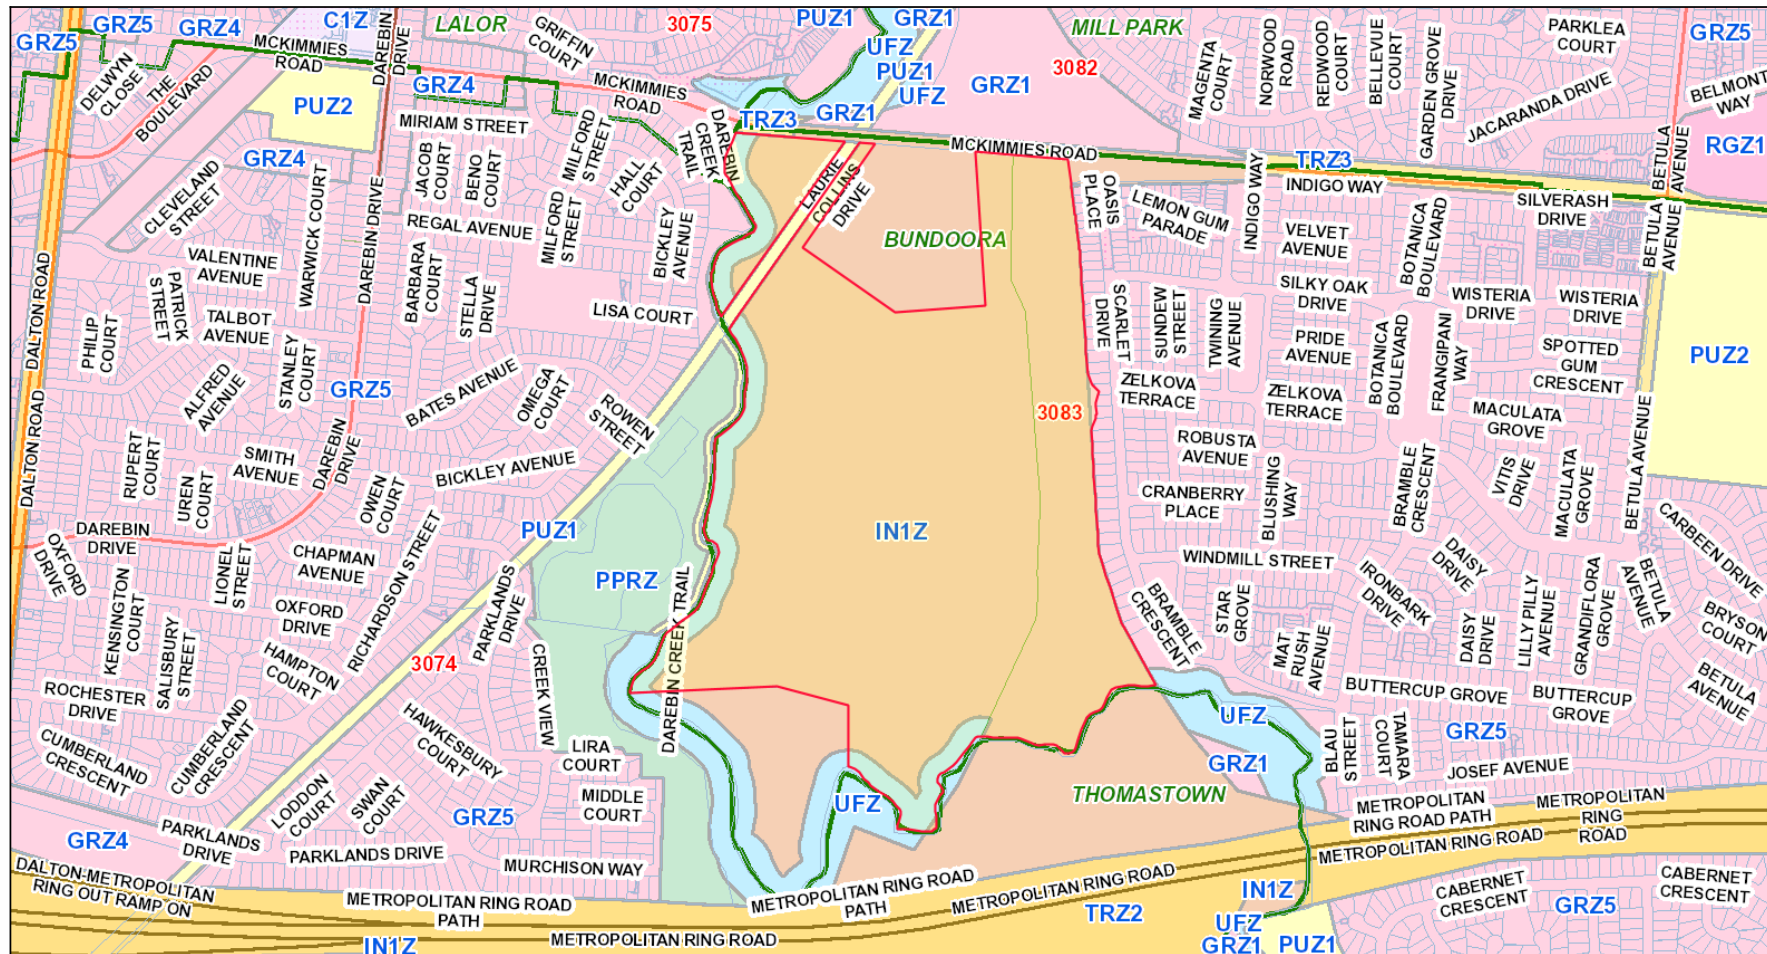 GRZ5
GRZ5
GRZ4
MCKIMMIES
ROAD
C1Z
DAREBIN
DRIVE
LALOR
GRIFFIN
COURT
3075
PUZ1
GRZ1
UFZ
PUZ1
UFZ
MILL PARK
3082
GRZ1
MAGENTA
COURT
NORWOOD
ROAD
REDWOOD
COURT
BELLEVUE
COURT
GARDEN GROVE
DRIVE
PARKLEA
COURT
JACARANDA DRIVE
GRZ5
BELMONT
WAY
RGZ1
BETULA
AVENUE
DELWYN
CLOSE
THE
BOULEVARD
PUZ2
GRZ4
MCKIMMIES
ROAD
TRZ3
GRZ1
MCKIMMIES ROAD
TRZ3
MIRIAM STREET
GRZ4
JACOB
COURT
BENO
COURT
MILFORD
STREET
HALL
COURT
DAREBIN
CREEK
TRAIL
LAURIE
COLLINS
DRIVE
OASIS
PLACE
LEMON GUM
PARADE
INDIGO WAY
INDIGO WAY
SILVERASH
DRIVE
BETULA
AVENUE
CLEVELAND
STREET
WARWICK COURT
DAREBIN DRIVE
REGAL AVENUE
MILFORD
STREET
BICKLEY
AVENUE
BUNDOORA
VELVET
AVENUE
BOTANICA
BOULEVARD
DALTON ROAD
DALTON ROAD
VALENTINE
AVENUE
PATRICK
STREET
BARBARA
COURT
STELLA
DRIVE
LISA COURT
SCARLET
DRIVE
SUNDEW
STREET
TWINING
AVENUE
SILKY OAK
DRIVE
WISTERIA
DRIVE
WISTERIA
DRIVE
PHILIP
COURT
TALBOT
AVENUE
STANLEY
COURT
PRIDE
AVENUE
BOTANICA
BOULEVARD
FRANGIPANI
WAY
SPOTTED
GUM
CRESCENT
PUZ2
ALFRED
AVENUE
GRZ5
BATES AVENUE
OMEGA
COURT
ROWEN
STREET
3083
ZELKOVA
TERRACE
ZELKOVA
TERRACE
MACULATA
GROVE
BETULA AVENUE
RUPERT
COURT
SMITH
AVENUE
DAREBIN
DRIVE
BICKLEY AVENUE
ROBUSTA
AVENUE
BRAMBLE
CRESCENT
VITIS
DRIVE
MACULATA
GROVE
DALTON ROAD
UREN
COURT
OWEN
COURT
CRANBERRY
PLACE
BLUSHING
WAY
CARBEEN DRIVE
DAREBIN
DRIVE
PUZ1
IN1Z
OXFORD
DRIVE
LIONEL
STREET
CHAPMAN
AVENUE
RICHARDSON STREET
PPRZ
WINDMILL STREET
DAISY
DRIVE
IRONBARK
DRIVE
KENSINGTON
COURT
OXFORD
DRIVE
PARKLANDS
DRIVE
DAREBIN CREEK TRAIL
BRAMBLE
CRESCENT
STAR
GROVE
MAT
RUSH
AVENUE
DAISY
DRIVE
LILLY PILLY
AVENUE
GRANDIFLORA
GROVE
BETULA
AVENUE
BRYSON
COURT
SALISBURY
STREET
HAMPTON
COURT
3074
CREEK VIEW
ROCHESTER
DRIVE
BUTTERCUP GROVE
BUTTERCUP
GROVE
BETULA
AVENUE
CUMBERLAND
CRESCENT
CUMBERLAND
CRESCENT
HAWKESBURY
COURT
LIRA
COURT
UFZ
BLAU
STREET
TAMARA
COURT
GRZ5
GRZ1
JOSEF AVENUE
LODDON
COURT
SWAN
COURT
GRZ5
MIDDLE
COURT
UFZ
THOMASTOWN
METROPOLITAN
RING ROAD PATH
METROPOLITAN
RING
ROAD
GRZ4
PARKLANDS
DRIVE
PARKLANDS DRIVE
MURCHISON WAY
METROPOLITAN RING ROAD
DALTON-METROPOLITAN
RING OUT RAMP ON
METROPOLITAN RING ROAD
PATH
METROPOLITAN RING ROAD
PATH
METROPOLITAN RING ROAD
TRZ2
IN1Z
CABERNET
CRESCENT
CABERNET
CRESCENT
GRZ5
IN1Z
METROPOLITAN RING ROAD
UFZ
GRZ1
PUZ1